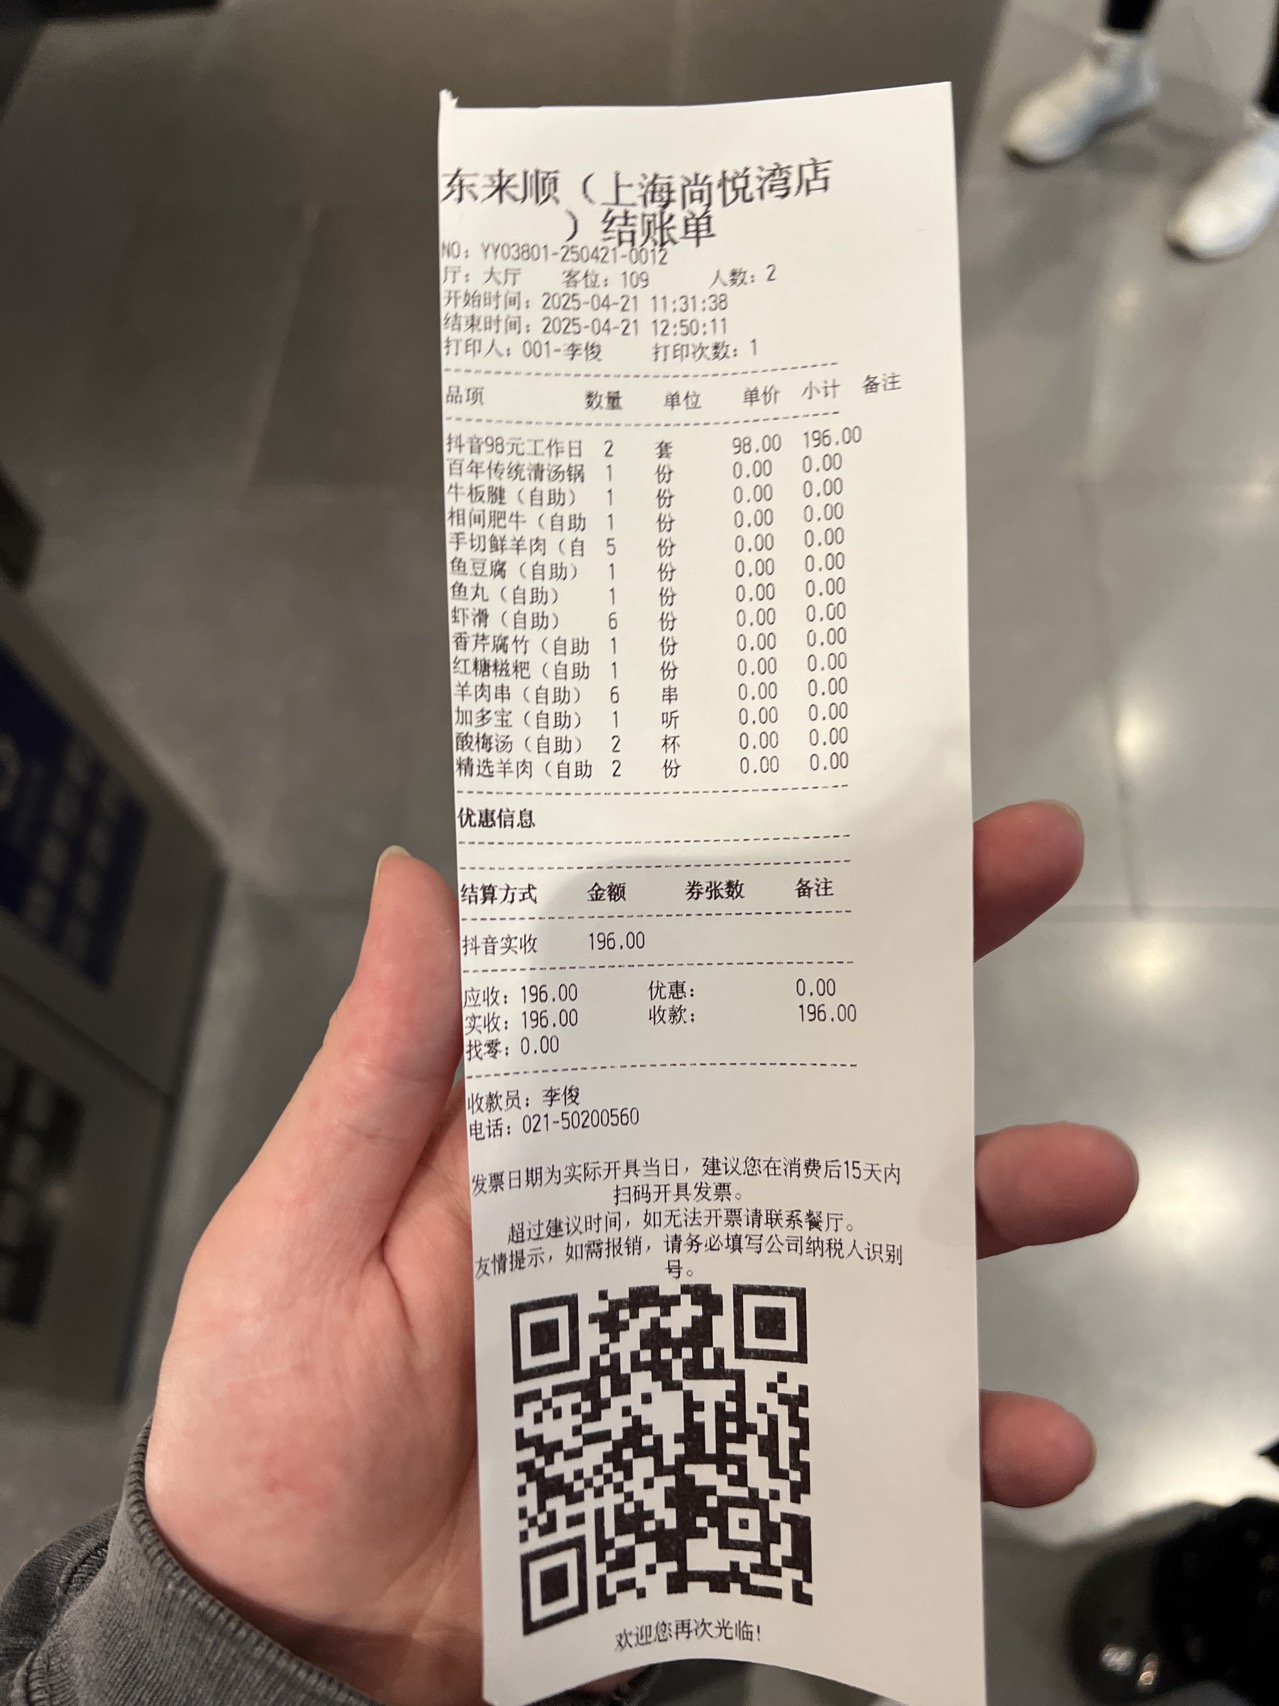 东来顺（上海尚悦湾店
）结账单
NO：YY03801-250421-0012
厅：大厅 客位：109 人数：2
开始时间：2025-04-21 11:31:38
结束时间：2025-04-21 12:50:11
打印人：001-李俊 打印次数：1
品项 数量 单位 单价 小计 备注
抖音98元工作日 2 套 98.00 196.00
百年传统清汤锅 1 份 0.00 0.00
牛板腱（自助） 1 份 0.00 0.00
相间肥牛（自助 1 份 0.00 0.00
手切鲜羊肉（自 5 份 0.00 0.00
鱼豆腐（自助） 1 份 0.00 0.00
鱼丸（自助） 1 份 0.00 0.00
虾滑（自助） 6 份 0.00 0.00
香芹腐竹（自助 1 份 0.00 0.00
红糖糍粑（自助 1 份 0.00 0.00
羊肉串（自助） 6 串 0.00 0.00
加多宝（自助） 1 听 0.00 0.00
酸梅汤（自助） 2 杯 0.00 0.00
精选羊肉（自助 2 份 0.00 0.00
优惠信息
结算方式 金额 券张数 备注
抖音实收 196.00
应收：196.00 优惠： 0.00
实收：196.00 收款： 196.00
找零：0.00
收款员：李俊
电话：021-50200560
发票日期为实际开具当日，建议您在消费后15天内
扫码开具发票。
超过建议时间，如无法开票请联系餐厅。
友情提示，如需报销，请务必填写公司纳税人识别
号。
欢迎您再次光临！